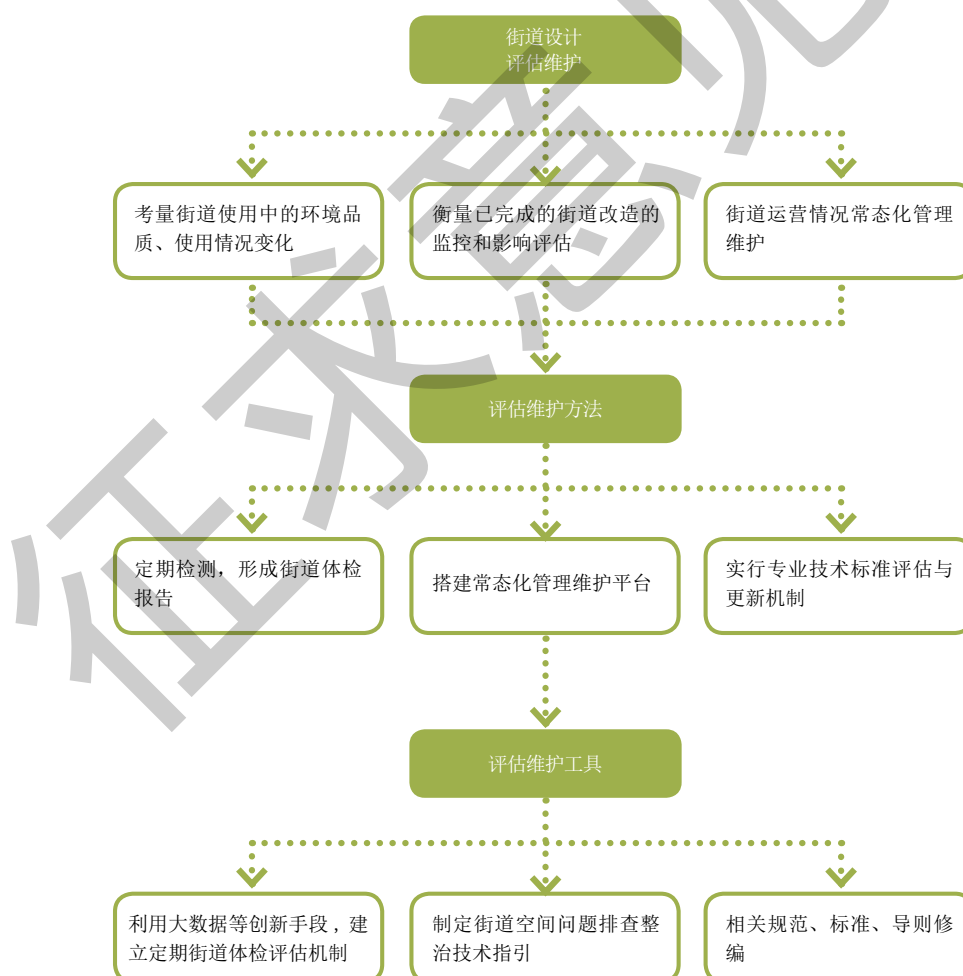 街道设计
评估维护
考量街道使用中的环境品
质、使用情况变化
衡量已完成的街道改造的
监控和影响评估
街道运营情况常态化管理
维护
评估维护方法
定期检测，形成街道体检
报告
搭建常态化管理维护平台
实行专业技术标准评估与
更新机制
评估维护工具
利用大数据等创新手段，建
立定期街道体检评估机制
制定街道空间问题排查整
治技术指引
相关规范、标准、导则修
编
征求意见